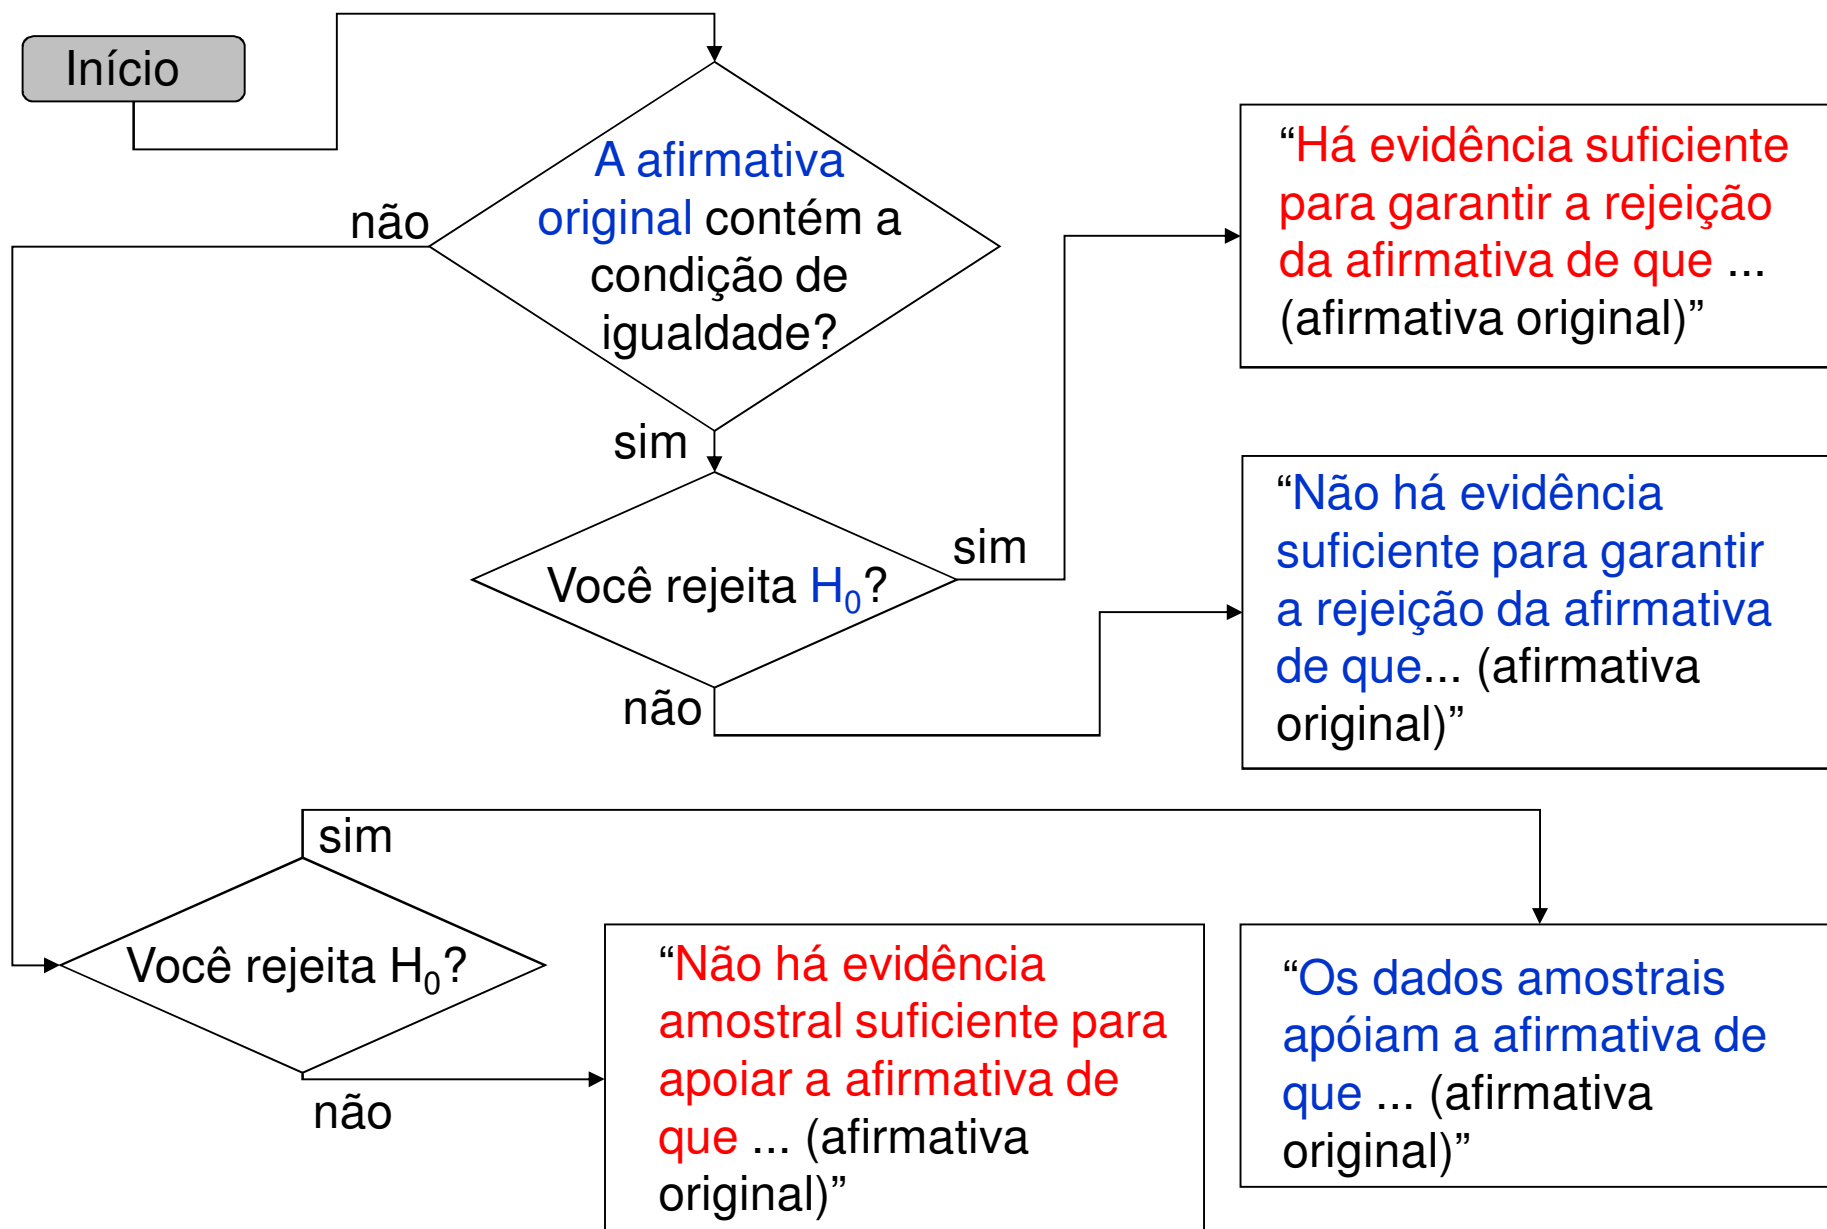 Início
A afirmativa
original contém a
condição de
igualdade?
não
sim
“Há evidência suficiente
para garantir a rejeição
da afirmativa de que ...
(afirmativa original)”
Você rejeita H₀?
sim
não
“Não há evidência
suficiente para garantir
a rejeição da afirmativa
de que... (afirmativa
original)”
sim
Você rejeita H₀?
não
“Não há evidência
amostral suficiente para
apoiar a afirmativa de
que ... (afirmativa
original)”
“Os dados amostrais
apóiam a afirmativa de
que ... (afirmativa
original)”